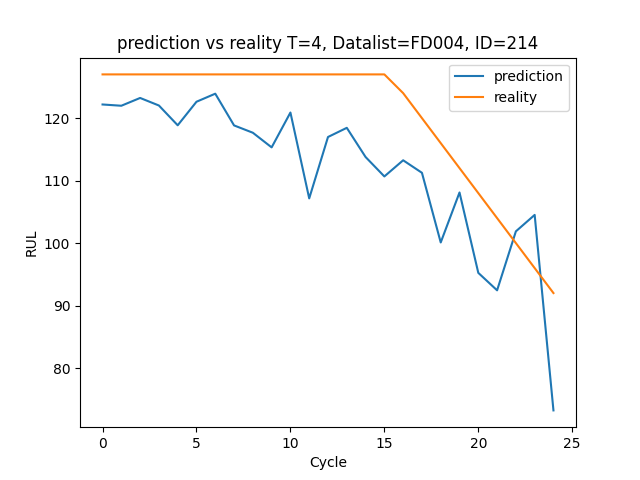 prediction vs reality T=4, Datalist=FD004, ID=214
prediction
reality
120
110
100
90
80
RUL
0 5 10 15 20 25
Cycle